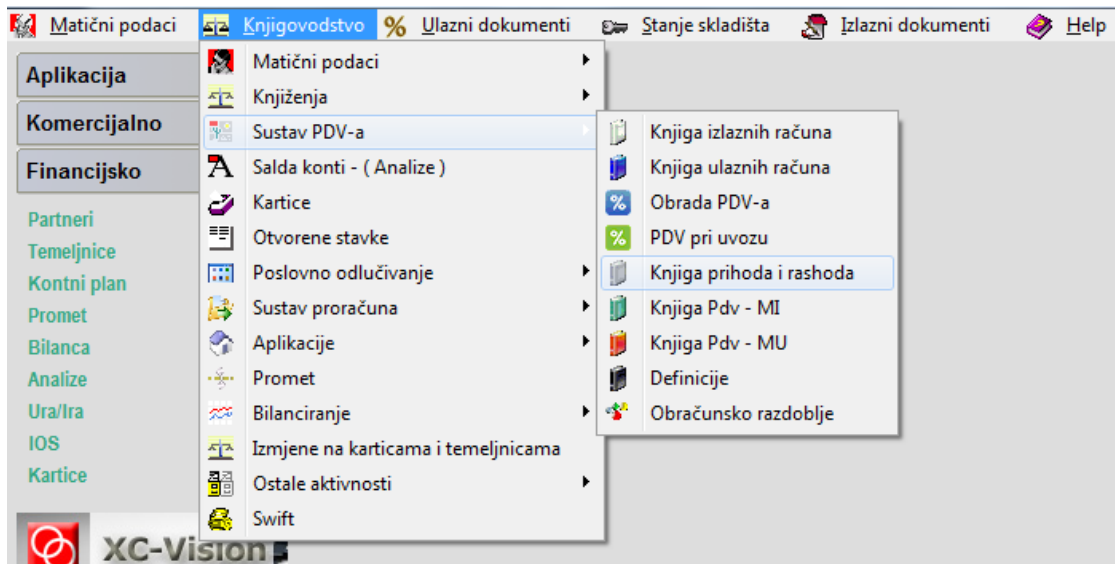 Matični podaci
Knjigovodstvo
Ulazni dokumenti
Stanje skladišta
Izlazni dokumenti
Help
Aplikacija
Komercijalno
Financijsko
Partneri
Temeljnice
Kontni plan
Promet
Bilanca
Analize
Ura/Ira
IOS
Kartice
XC-Vision
Matični podaci
Knjiženja
Sustav PDV-a
Salda konti - ( Analize )
Kartice
Otvorene stavke
Poslovno odlučivanje
Sustav proračuna
Aplikacije
Promet
Bilanciranje
Izmjene na karticama i temeljnicama
Ostale aktivnosti
Swift
Knjiga izlaznih računa
Knjiga ulaznih računa
Obrada PDV-a
PDV pri uvozu
Knjiga prihoda i rashoda
Knjiga Pdv - MI
Knjiga Pdv - MU
Definicije
Obračunsko razdoblje